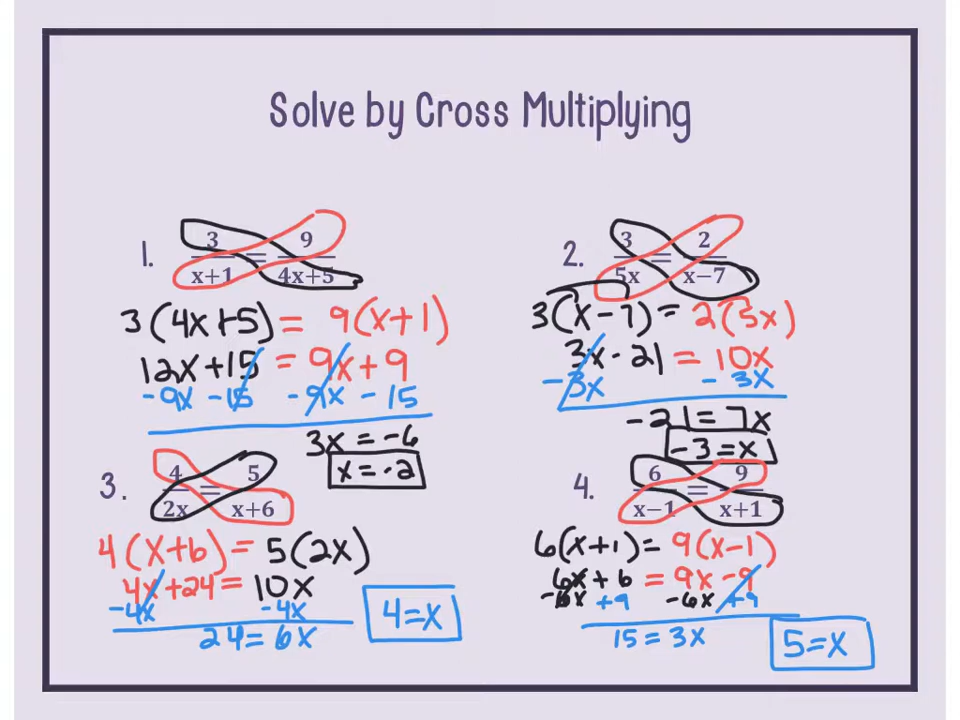 Solve by Cross Multiplying
1. 3/x+1 = 9/4x+5
3(4x+5) = 9(x+1)
12x+15 = 9x+9
-9x -15 -9x -15
3x = -6
x = -2
2. 3/5x = 2/x−7
3(x-7) = 2(5x)
3x - 21 = 10x
-3x -3x
-21 = 7x
-3 = x
3. 4/2x = 5/x+6
4(x+6) = 5(2x)
4x+24 = 10x
-4x -4x
24 = 6x
4=x
4. 6/x−1 = 9/x+1
6(x+1) = 9(x-1)
6x + 6 = 9x - 9
-6x +9 -6x +9
15 = 3x
5=x